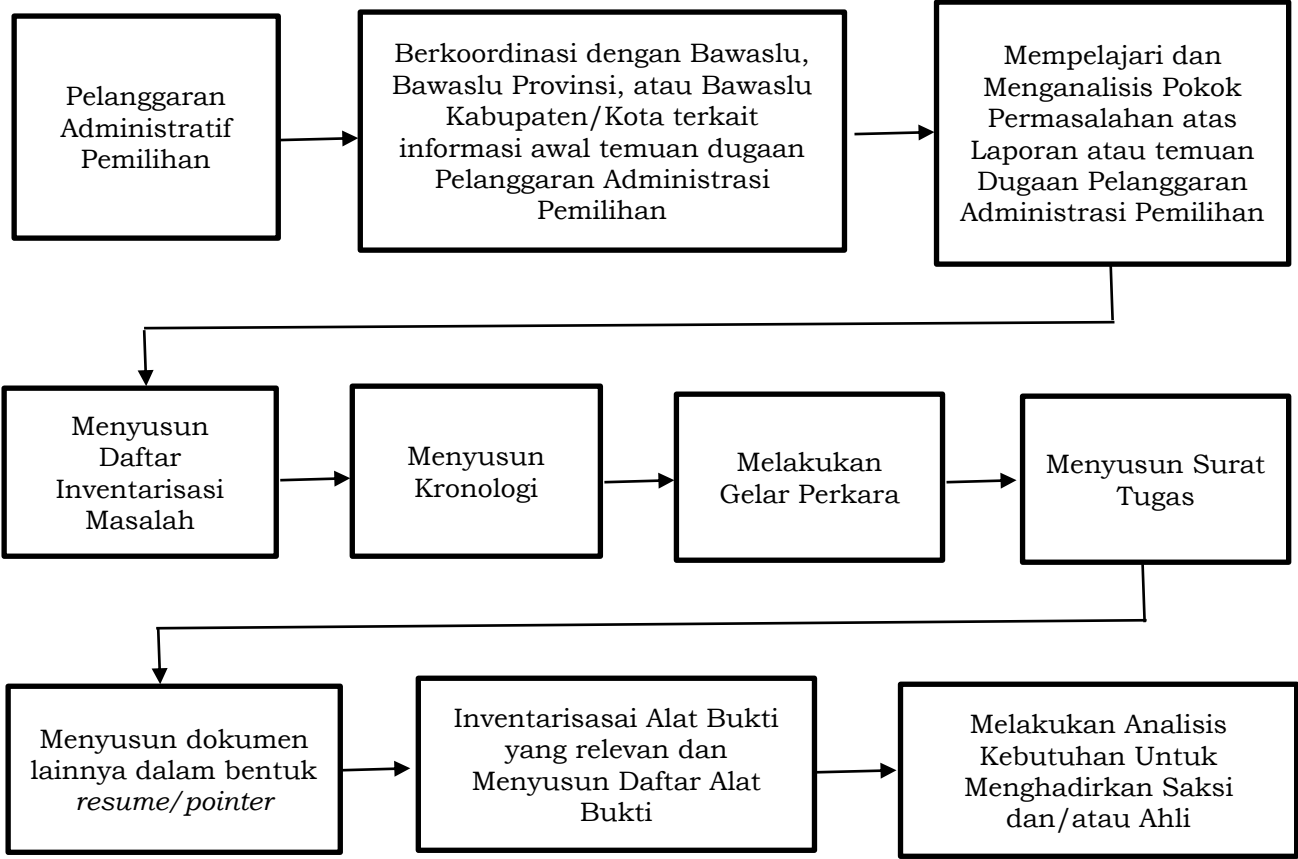 Pelanggaran
Administratif
Pemilihan
Berkoordinasi dengan Bawaslu,
Bawaslu Provinsi, atau Bawaslu
Kabupaten/Kota terkait
informasi awal temuan dugaan
Pelanggaran Administrasi
Pemilihan
Mempelajari dan
Menganalisis Pokok
Permasalahan atas
Laporan atau temuan
Dugaan Pelanggaran
Administrasi Pemilihan
Menyusun
Daftar
Inventarisasi
Masalah
Menyusun
Kronologi
Melakukan
Gelar Perkara
Menyusun Surat
Tugas
Menyusun dokumen
lainnya dalam bentuk
resume/pointer
Inventarisasai Alat Bukti
yang relevan dan
Menyusun Daftar Alat
Bukti
Melakukan Analisis
Kebutuhan Untuk
Menghadirkan Saksi
dan/atau Ahli